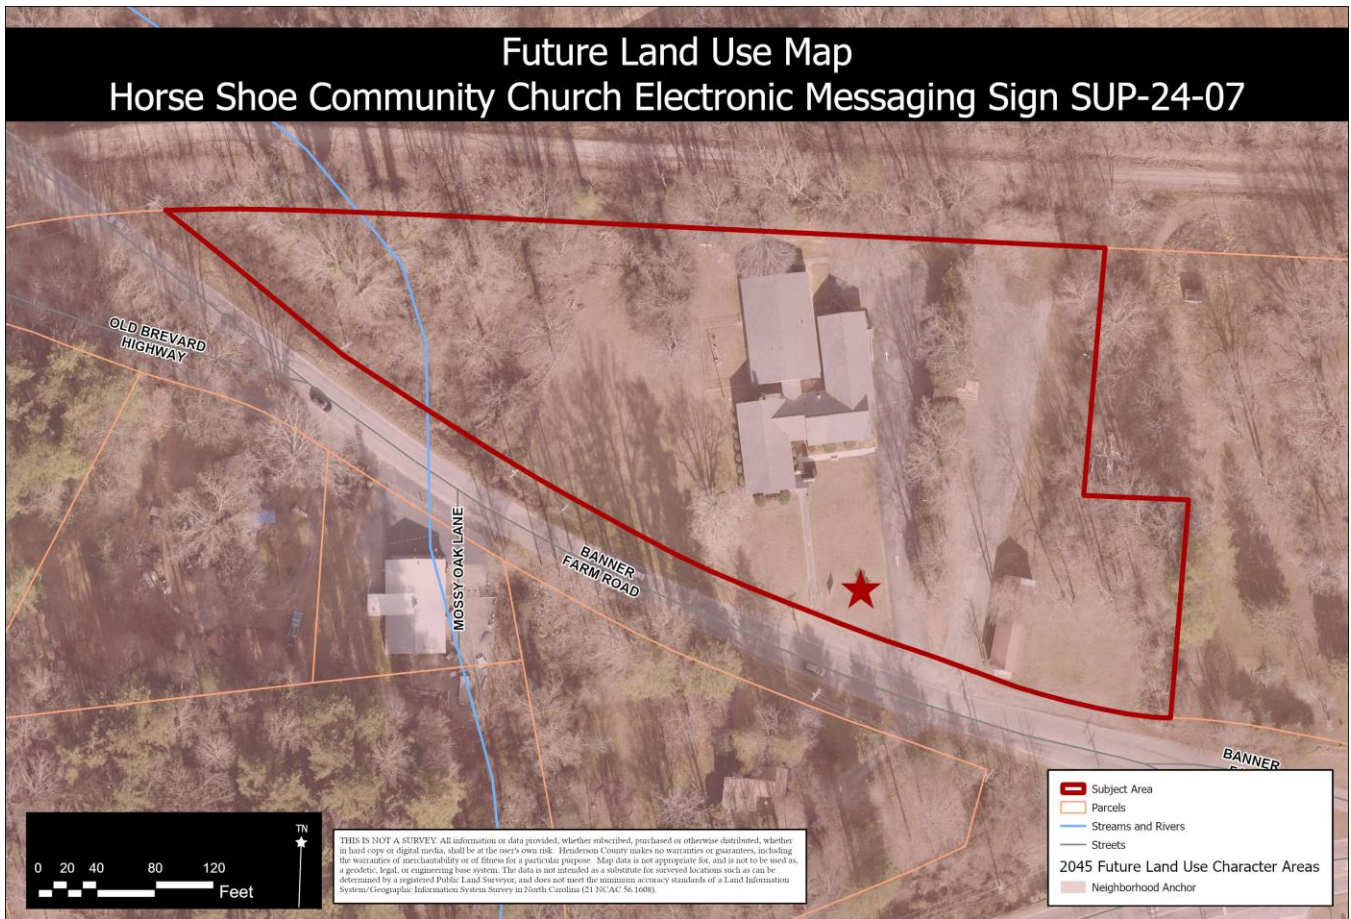 Future Land Use Map
Horse Shoe Community Church Electronic Messaging Sign SUP-24-07
OLD BREVARD
HIGHWAY
MOSSY OAK LANE
BANNER
FARM ROAD
BANNER
Subject Area
Parcels
Streams and Rivers
Streets
2045 Future Land Use Character Areas
Neighborhood Anchor
TN
0 20 40 80 120
Feet
THIS IS NOT A SURVEY. All information or data provided, whether subscribed, purchased or otherwise distributed, whether
in hard copy or digital media, shall be at the user's own risk. Henderson County makes no warranties or guarantees, including
the warranties of merchantability or of fitness for a particular purpose. Map data is not appropriate for, and is not to be used as,
a geodetic, legal, or engineering base system. The data is not intended as a substitute for surveyed locations such as can be
determined by a registered Public Land Surveyor, and does not meet the minimum accuracy standards of a Land Information
System/Geographic Information System Survey in North Carolina (21 NCAC 56.1608).